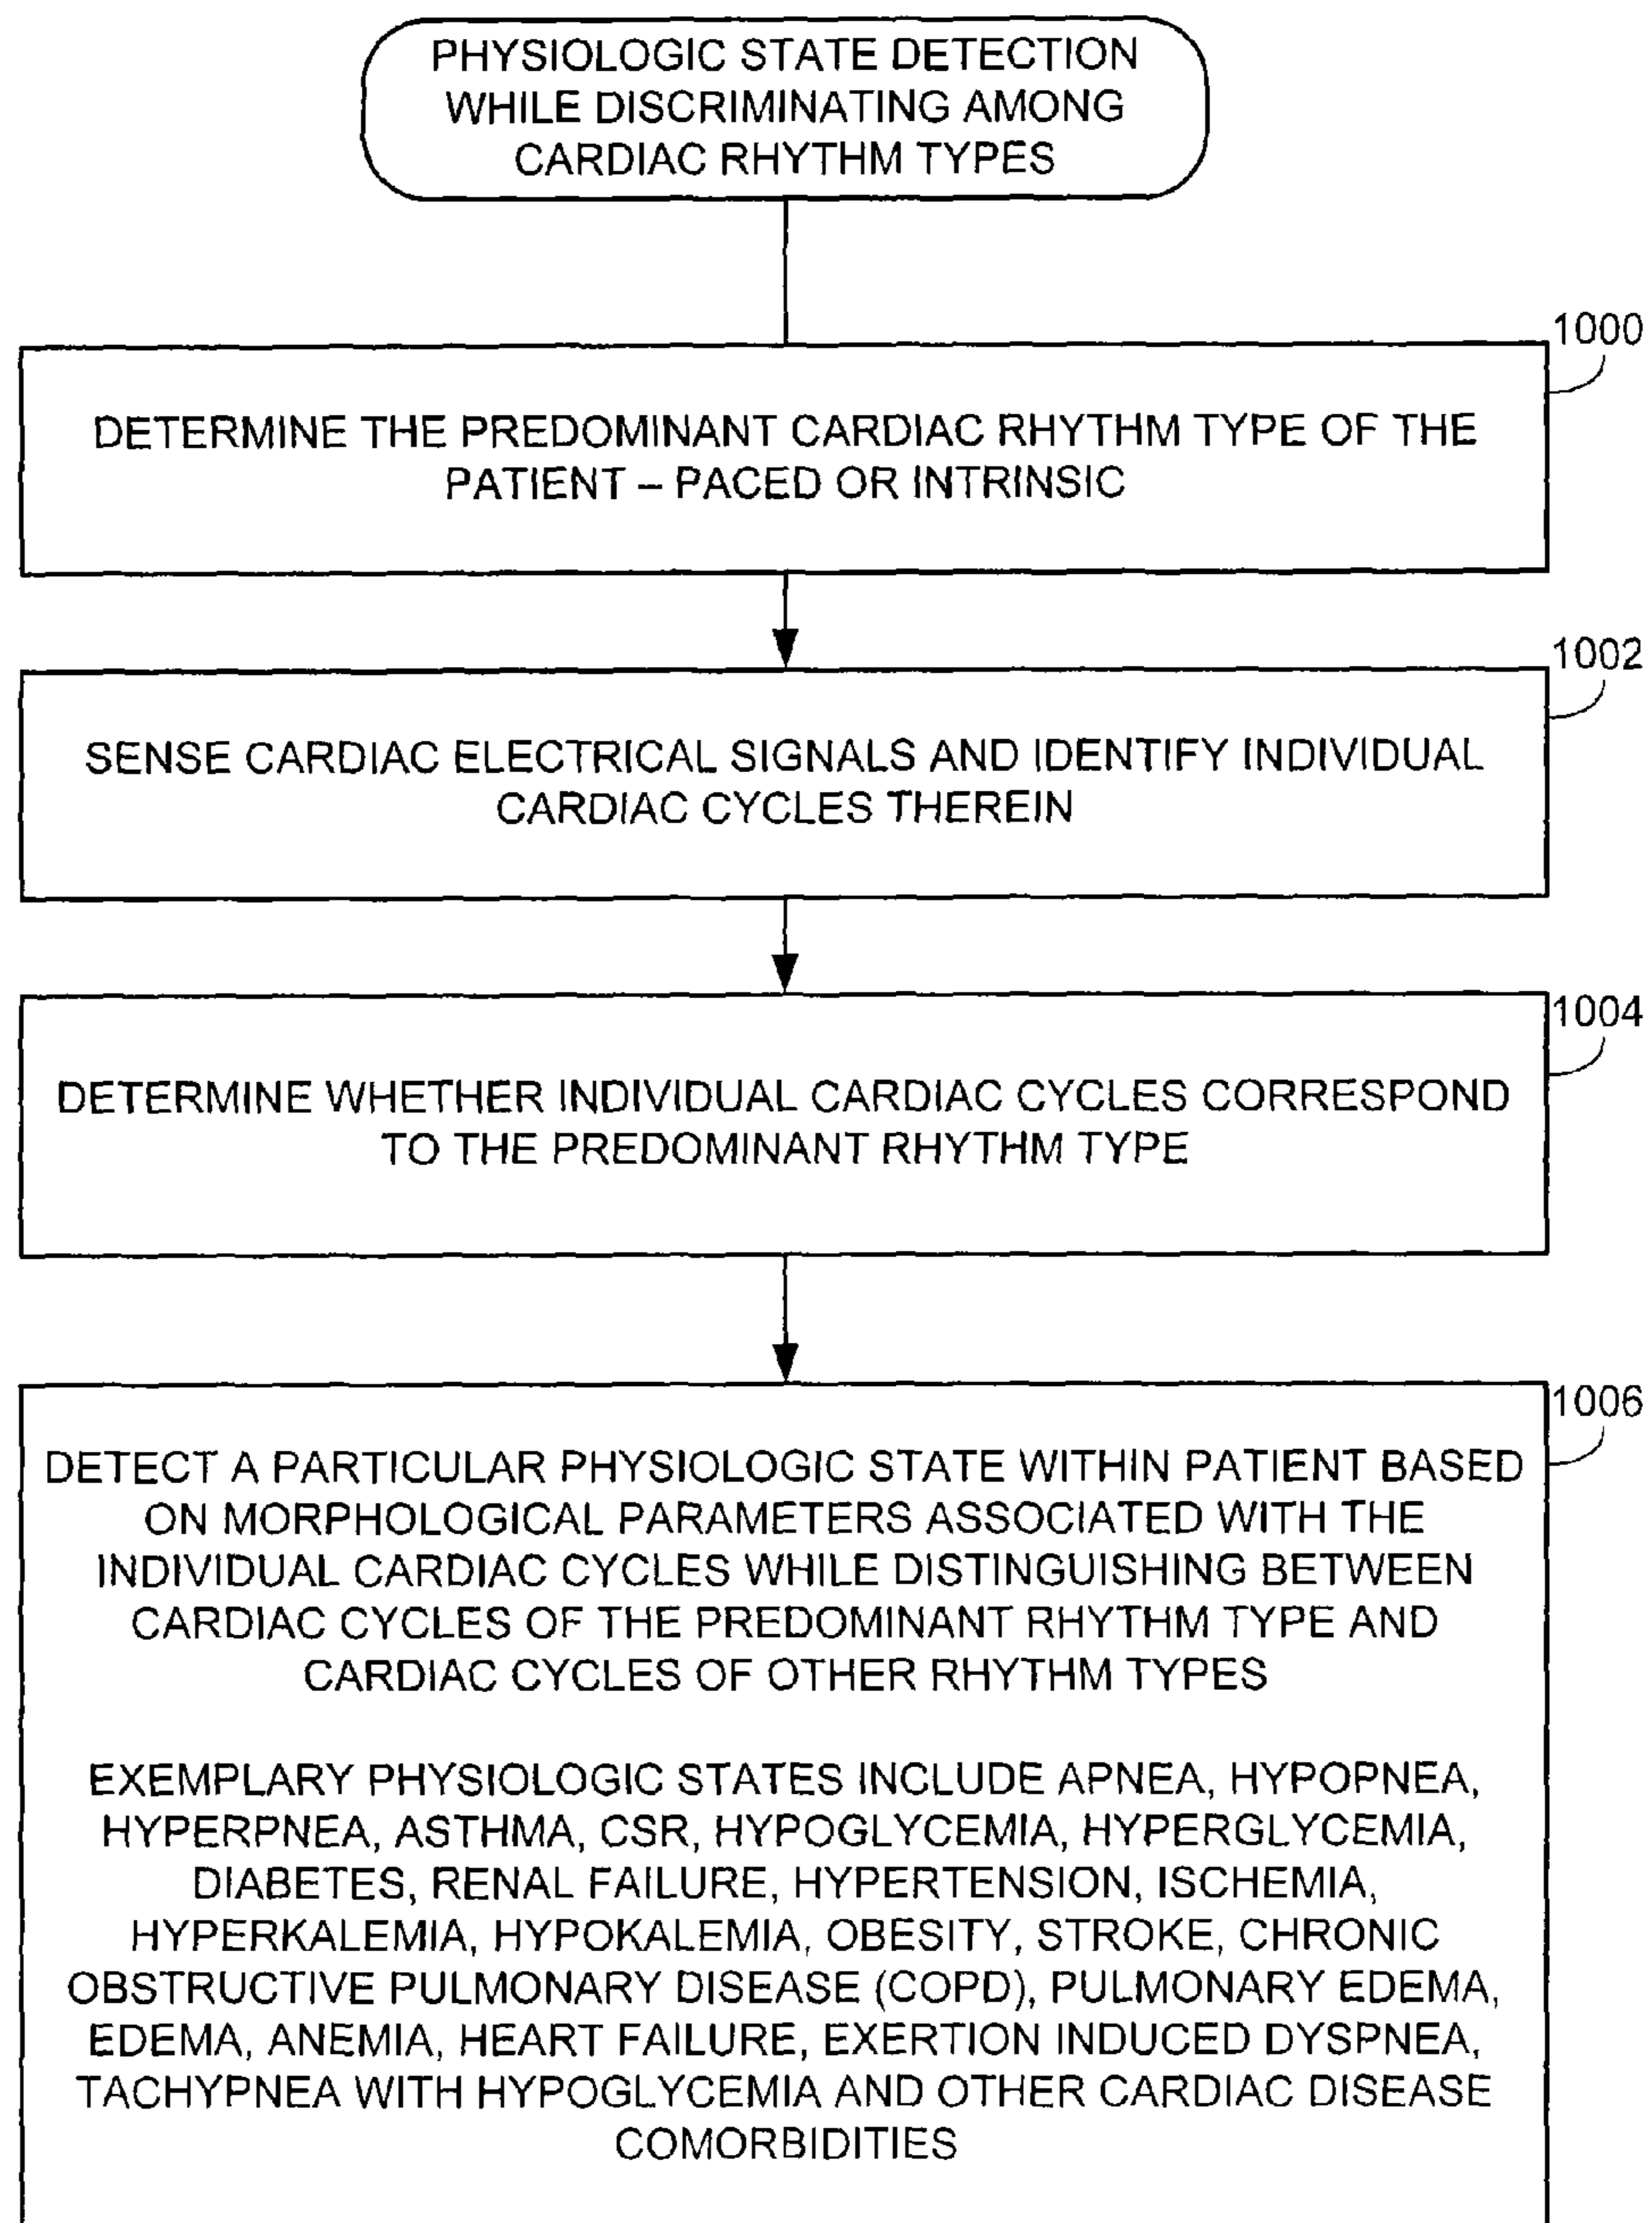 PHYSIOLOGIC STATE DETECTION
WHILE DISCRIMINATING AMONG
CARDIAC RHYTHM TYPES
1000
DETERMINE THE PREDOMINANT CARDIAC RHYTHM TYPE OF THE
PATIENT – PACED OR INTRINSIC
1002
SENSE CARDIAC ELECTRICAL SIGNALS AND IDENTIFY INDIVIDUAL
CARDIAC CYCLES THEREIN
1004
DETERMINE WHETHER INDIVIDUAL CARDIAC CYCLES CORRESPOND
TO THE PREDOMINANT RHYTHM TYPE
1006
DETECT A PARTICULAR PHYSIOLOGIC STATE WITHIN PATIENT BASED
ON MORPHOLOGICAL PARAMETERS ASSOCIATED WITH THE
INDIVIDUAL CARDIAC CYCLES WHILE DISTINGUISHING BETWEEN
CARDIAC CYCLES OF THE PREDOMINANT RHYTHM TYPE AND
CARDIAC CYCLES OF OTHER RHYTHM TYPES
EXEMPLARY PHYSIOLOGIC STATES INCLUDE APNEA, HYPOPNEA,
HYPERPNEA, ASTHMA, CSR, HYPOGLYCEMIA, HYPERGLYCEMIA,
DIABETES, RENAL FAILURE, HYPERTENSION, ISCHEMIA,
HYPERKALEMIA, HYPOKALEMIA, OBESITY, STROKE, CHRONIC
OBSTRUCTIVE PULMONARY DISEASE (COPD), PULMONARY EDEMA,
EDEMA, ANEMIA, HEART FAILURE, EXERTION INDUCED DYSPNEA,
TACHYPNEA WITH HYPOGLYCEMIA AND OTHER CARDIAC DISEASE
COMORBIDITIES